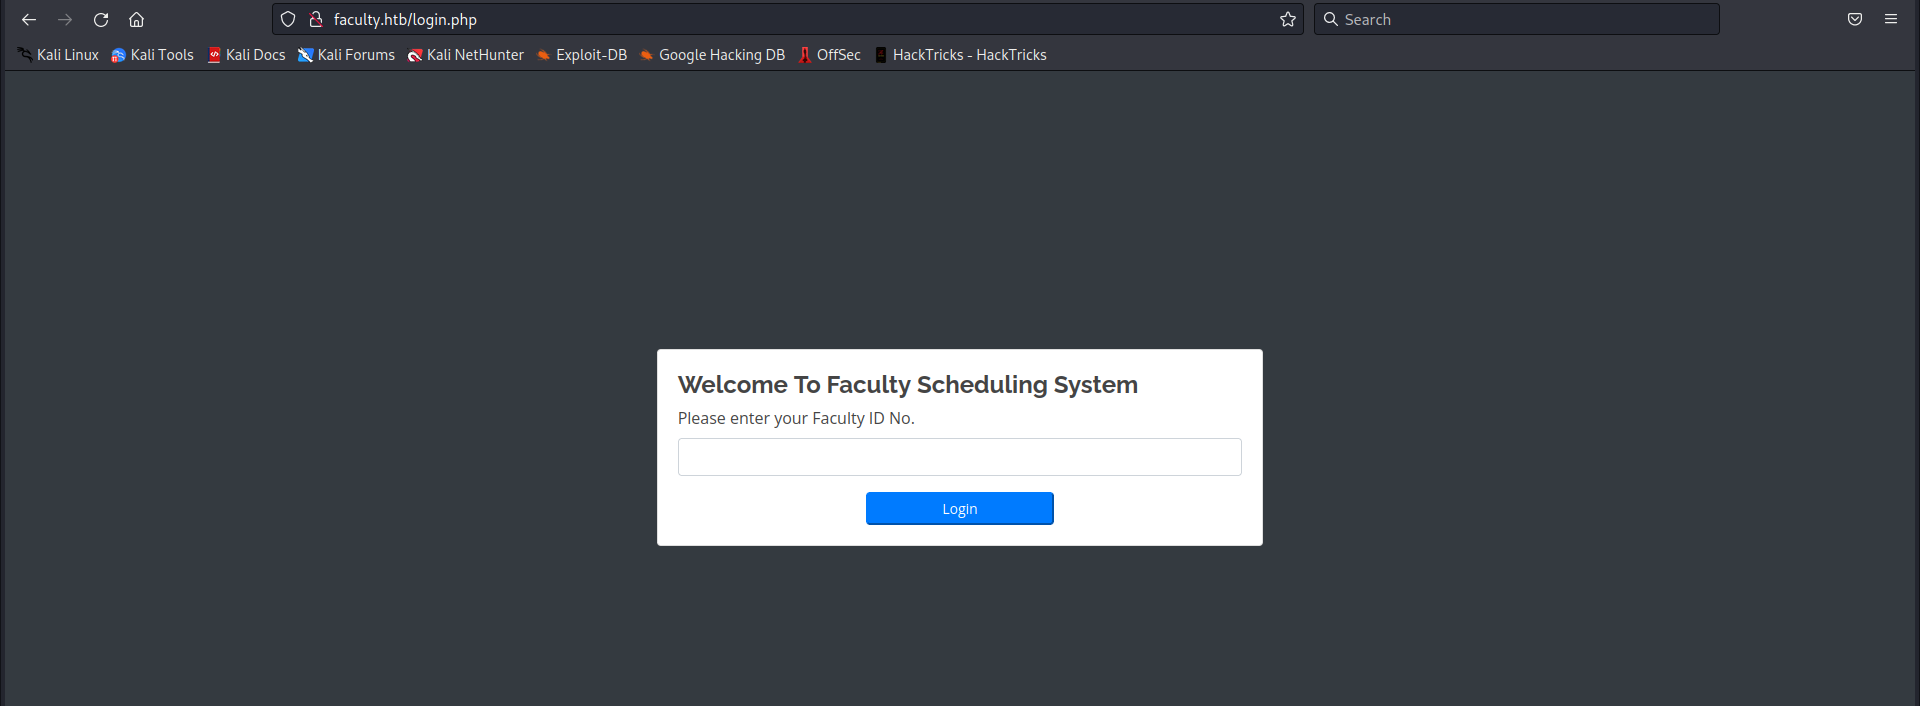 faculty.htb/login.php
Search
Kali Linux Kali Tools Kali Docs Kali Forums Kali NetHunter Exploit-DB Google Hacking DB OffSec HackTricks - HackTricks
Welcome To Faculty Scheduling System
Please enter your Faculty ID No.
Login